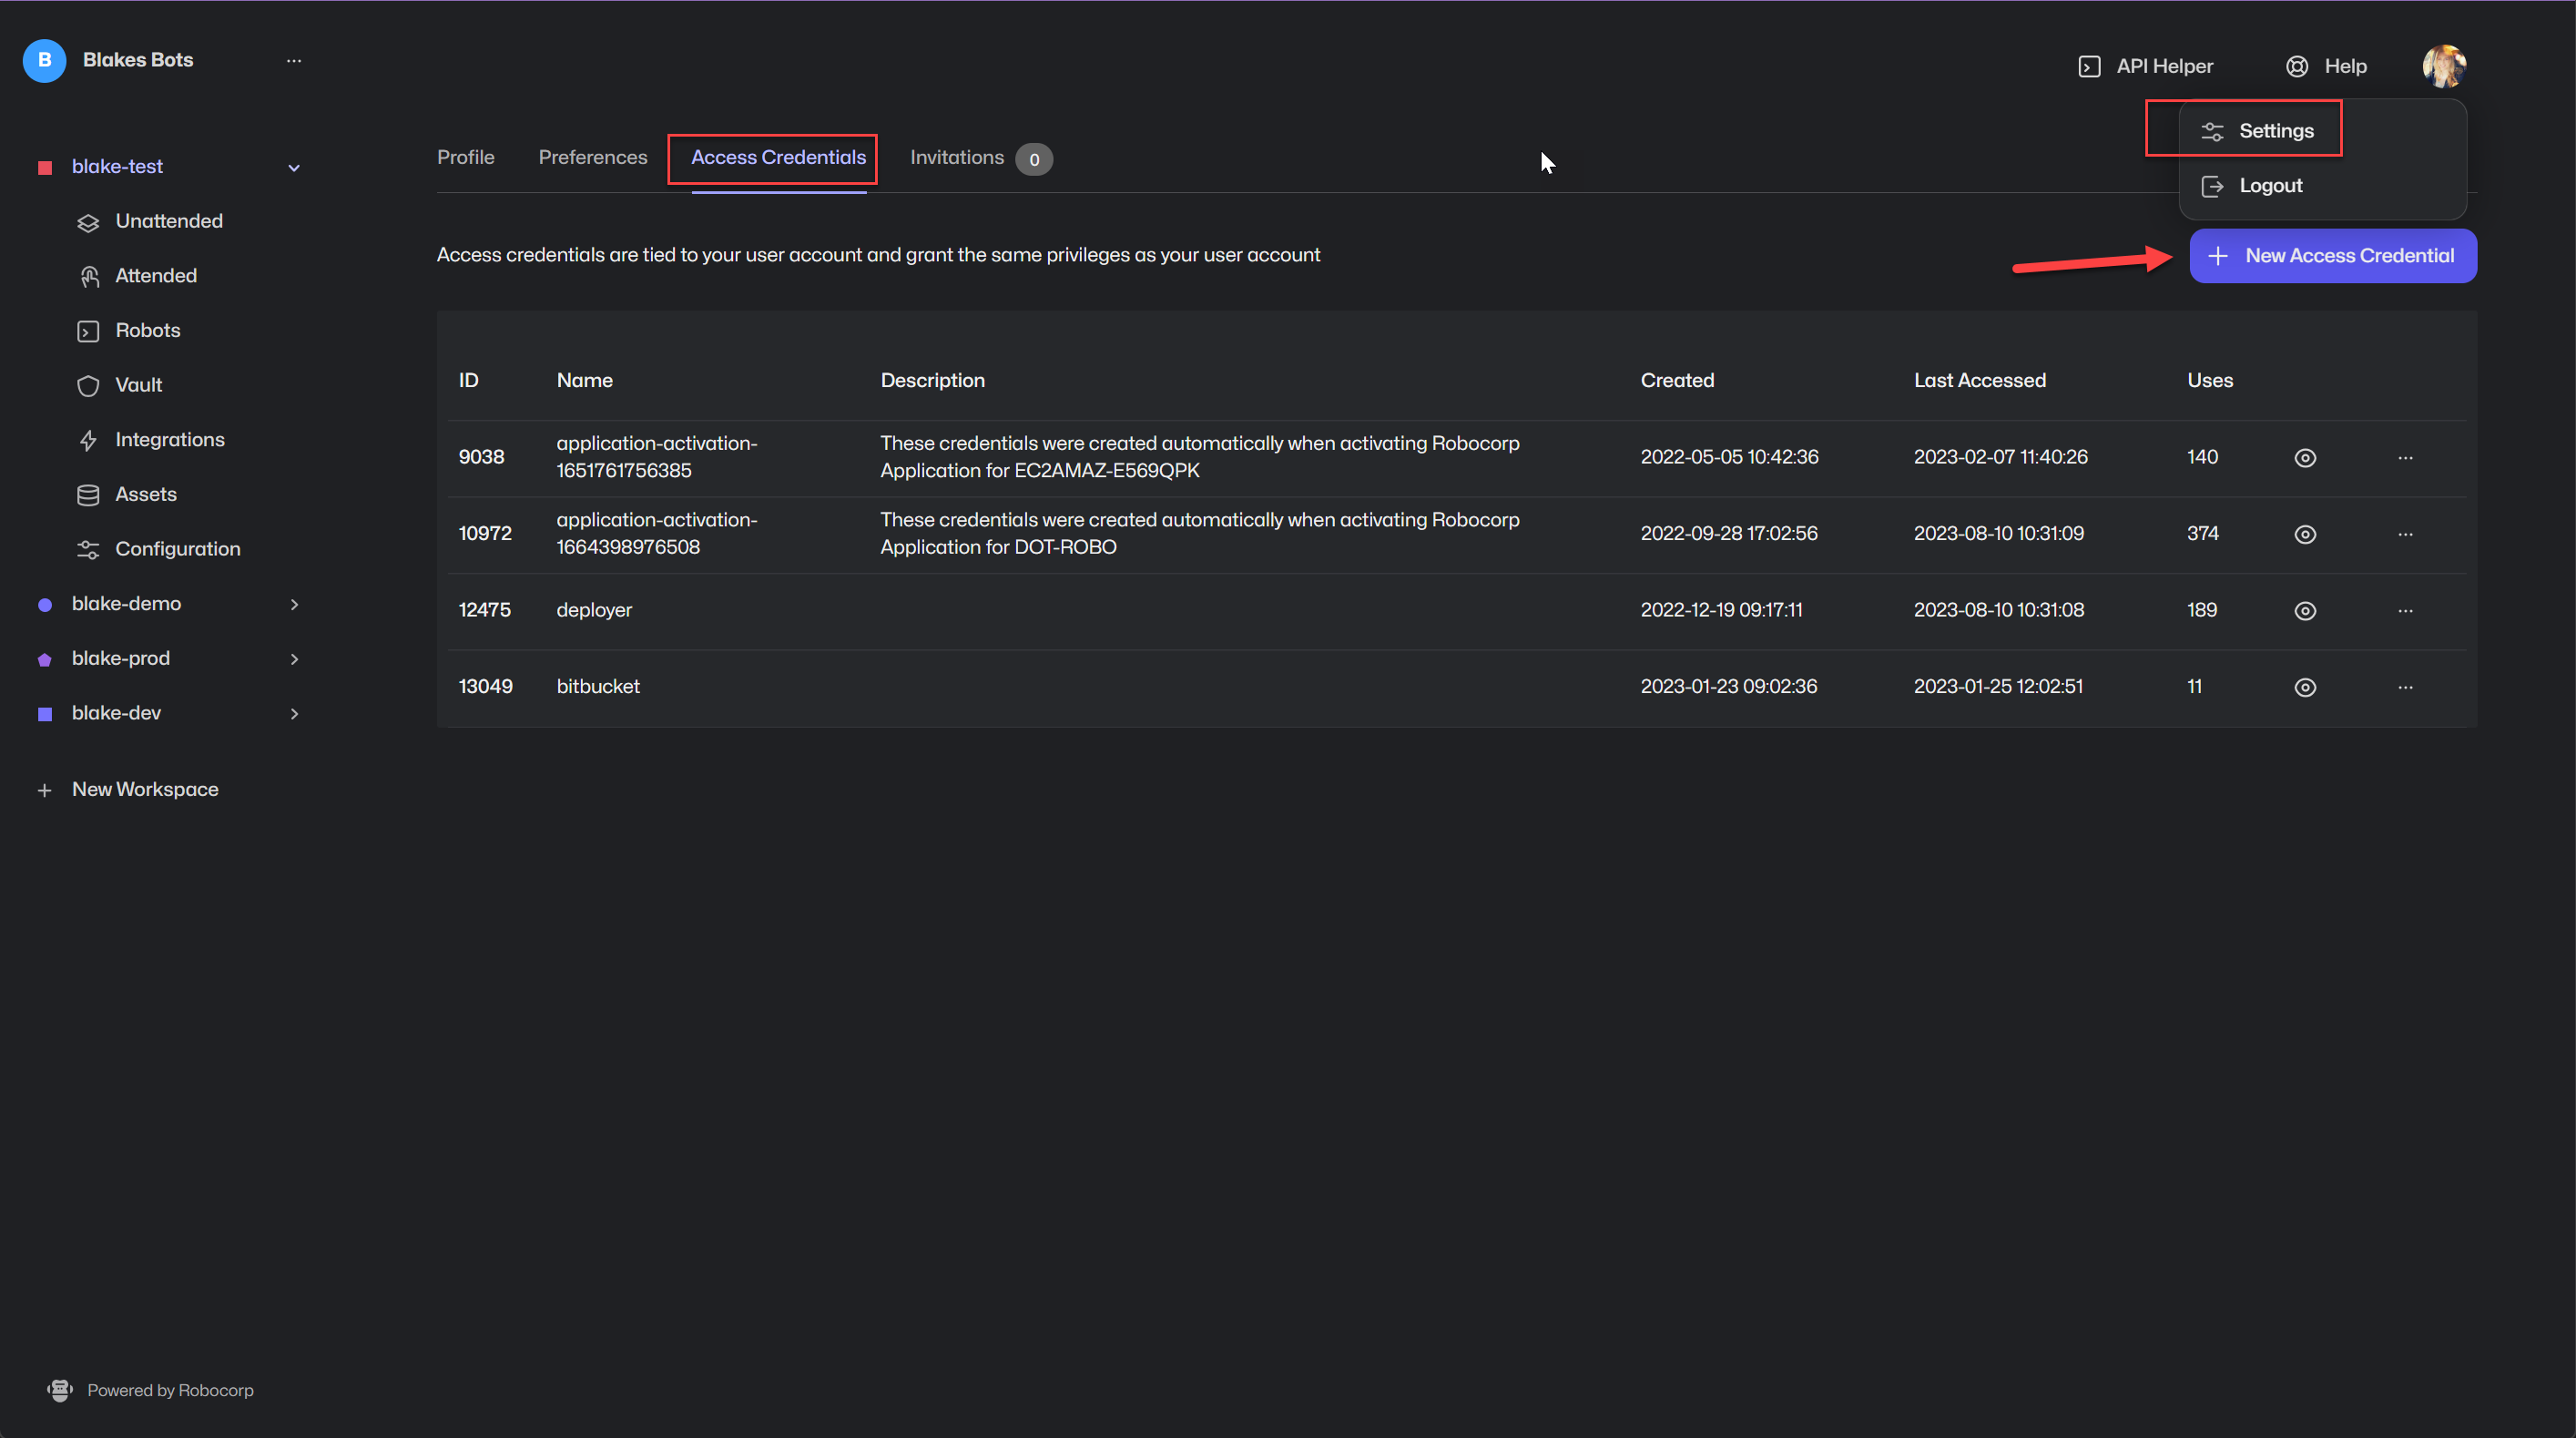 B Blakes Bots ...
API Helper Help
Settings
Logout
blake-test
Unattended
Attended
Robots
Vault
Integrations
Assets
Configuration
blake-demo
blake-prod
blake-dev
New Workspace
Profile Preferences Access Credentials Invitations 0
Access credentials are tied to your user account and grant the same privileges as your user account
New Access Credential
ID Name Description Created Last Accessed Uses
9038 application-activation- These credentials were created automatically when activating Robocorp 2022-05-05 10:42:36 2023-02-07 11:40:26 140 ...
1651761756385 Application for EC2AMAZ-E569QPK
10972 application-activation- These credentials were created automatically when activating Robocorp 2022-09-28 17:02:56 2023-08-10 10:31:09 374 ...
1664398976508 Application for DOT-ROBO
12475 deployer 2022-12-19 09:17:11 2023-08-10 10:31:08 189 ...
13049 bitbucket 2023-01-23 09:02:36 2023-01-25 12:02:51 11 ...
Powered by Robocorp